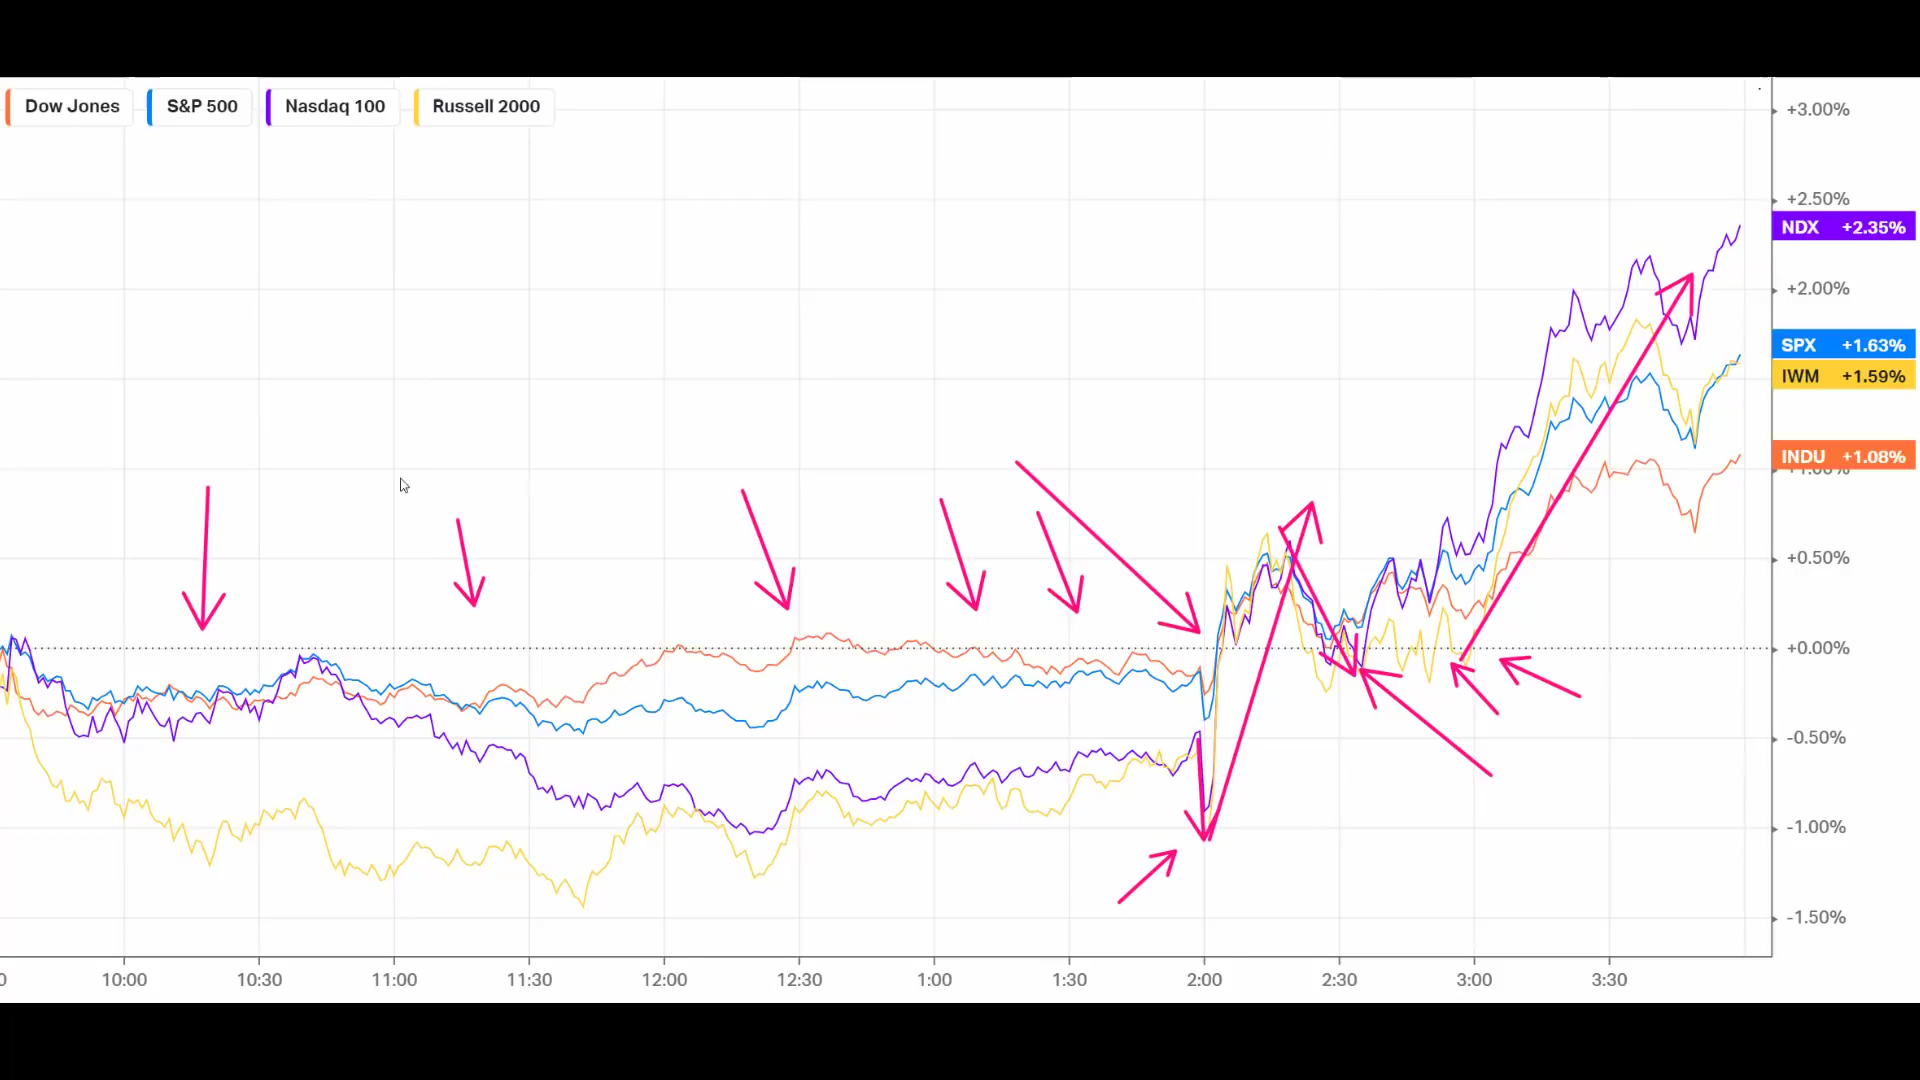 Dow Jones S&P 500 Nasdaq 100 Russell 2000
+3.00%
+2.50%
NDX +2.35%
+2.00%
SPX +1.63%
IWM +1.59%
INDU +1.08%
+0.50%
+0.00%
-0.50%
-1.00%
-1.50%
0 10:00 10:30 11:00 11:30 12:00 12:30 1:00 1:30 2:00 2:30 3:00 3:30